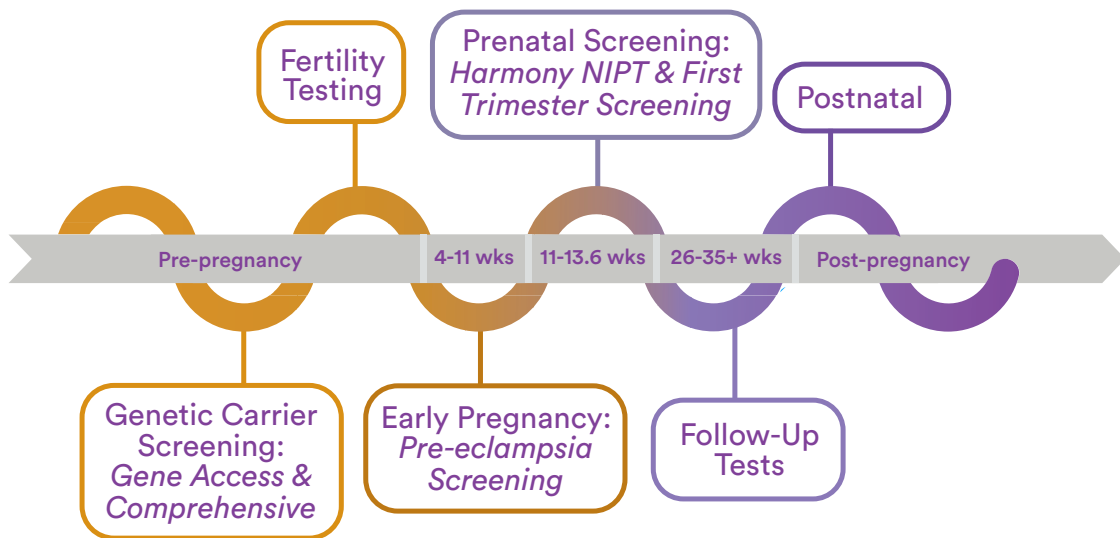 Fertility
Testing
Prenatal Screening:
Harmony NIPT & First
Trimester Screening
Postnatal
Pre-pregnancy
4-11 wks
11-13.6 wks
26-35+ wks
Post-pregnancy
Genetic Carrier
Screening:
Gene Access &
Comprehensive
Early Pregnancy:
Pre-eclampsia
Screening
Follow-Up
Tests